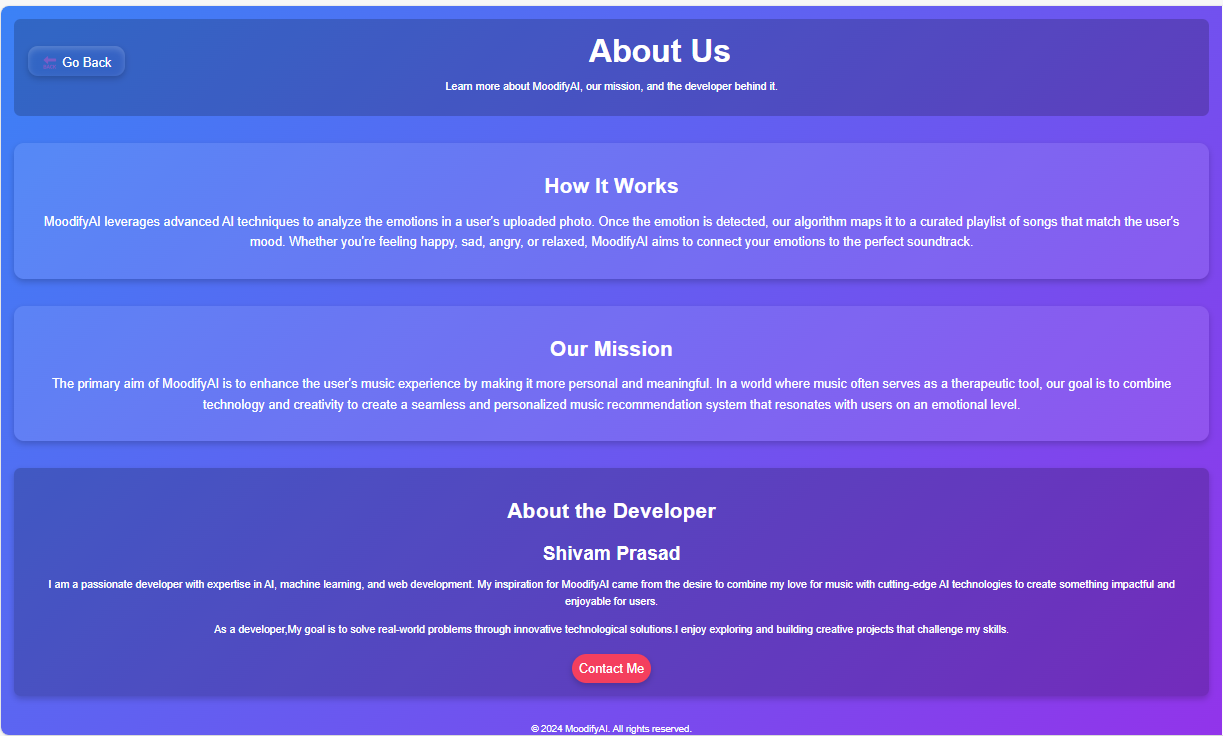 Go Back
About Us
Learn more about MoodifyAI, our mission, and the developer behind it.
How It Works
MoodifyAI leverages advanced AI techniques to analyze the emotions in a user's uploaded photo. Once the emotion is detected, our algorithm maps it to a curated playlist of songs that match the user's
mood. Whether you're feeling happy, sad, angry, or relaxed, MoodifyAI aims to connect your emotions to the perfect soundtrack.
Our Mission
The primary aim of MoodifyAI is to enhance the user's music experience by making it more personal and meaningful. In a world where music often serves as a therapeutic tool, our goal is to combine
technology and creativity to create a seamless and personalized music recommendation system that resonates with users on an emotional level.
About the Developer
Shivam Prasad
I am a passionate developer with expertise in AI, machine learning, and web development. My inspiration for MoodifyAI came from the desire to combine my love for music with cutting-edge AI technologies to create something impactful and
enjoyable for users.
As a developer,My goal is to solve real-world problems through innovative technological solutions.I enjoy exploring and building creative projects that challenge my skills.
Contact Me
© 2024 MoodifyAI. All rights reserved.